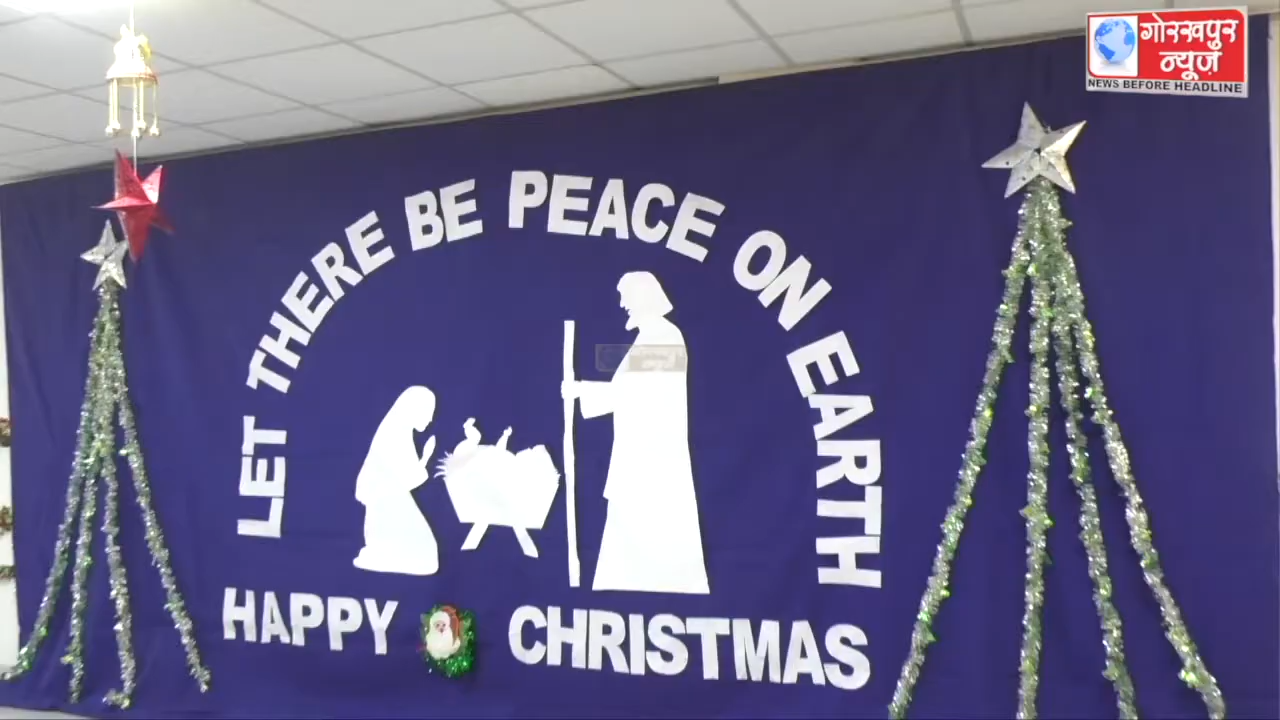 गोरखपुर
न्यूज़
NEWS BEFORE HEADLINE
LET THERE BE PEACE ON EARTH
HAPPY CHRISTMAS